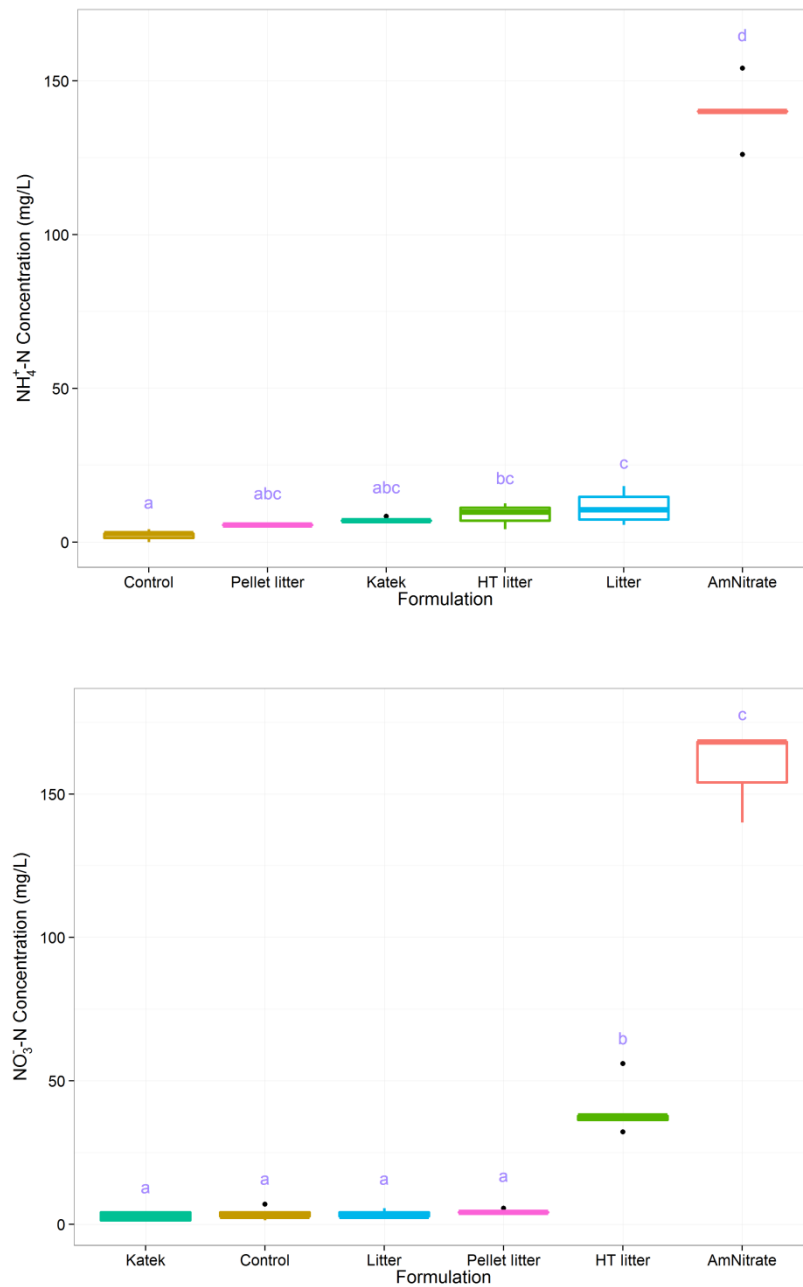 d
150
100
50
0
NH₄⁺-N Concentration (mg/L)
a
abc
abc
bc
c
Control Pellet litter Katek HT litter Litter AmNitrate
Formulation
c
150
100
50
0
NO₃⁻-N Concentration (mg/L)
b
a
a
a
a
Katek Control Litter Pellet litter HT litter AmNitrate
Formulation